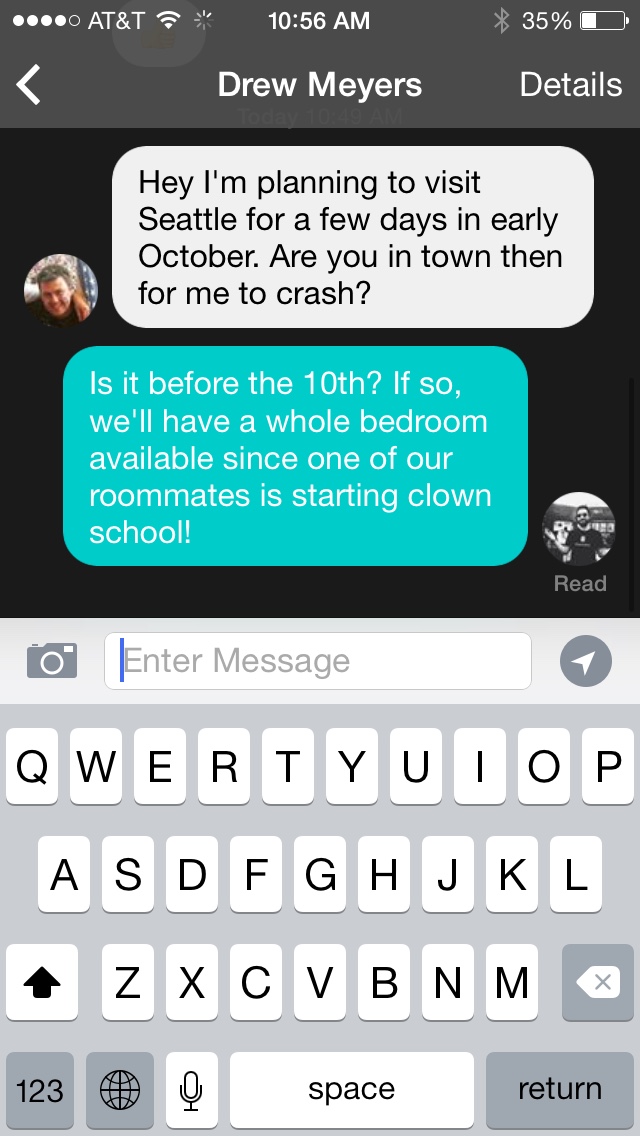 AT&T 10:56 AM 35%
Drew Meyers Details
Today 10:49 AM
Hey I'm planning to visit
Seattle for a few days in early
October. Are you in town then
for me to crash?
Is it before the 10th? If so,
we'll have a whole bedroom
available since one of our
roommates is starting clown
school!
Read
Enter Message
Q W E R T Y U I O P
A S D F G H J K L
Z X C V B N M
123 space return